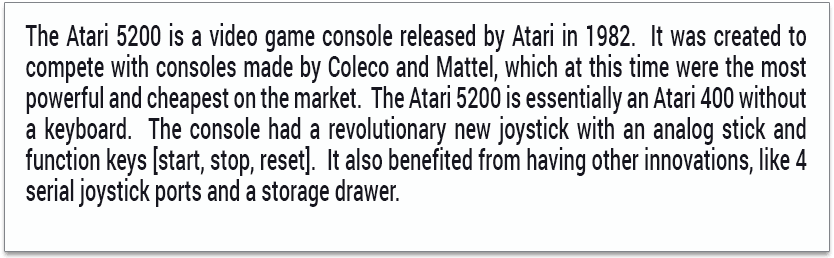 The Atari 5200 is a video game console released by Atari in 1982.  It was created to
compete with consoles made by Coleco and Mattel, which at this time were the most
powerful and cheapest on the market.  The Atari 5200 is essentially an Atari 400 without
a keyboard.  The console had a revolutionary new joystick with an analog stick and
function keys [start, stop, reset].  It also benefited from having other innovations, like 4
serial joystick ports and a storage drawer.